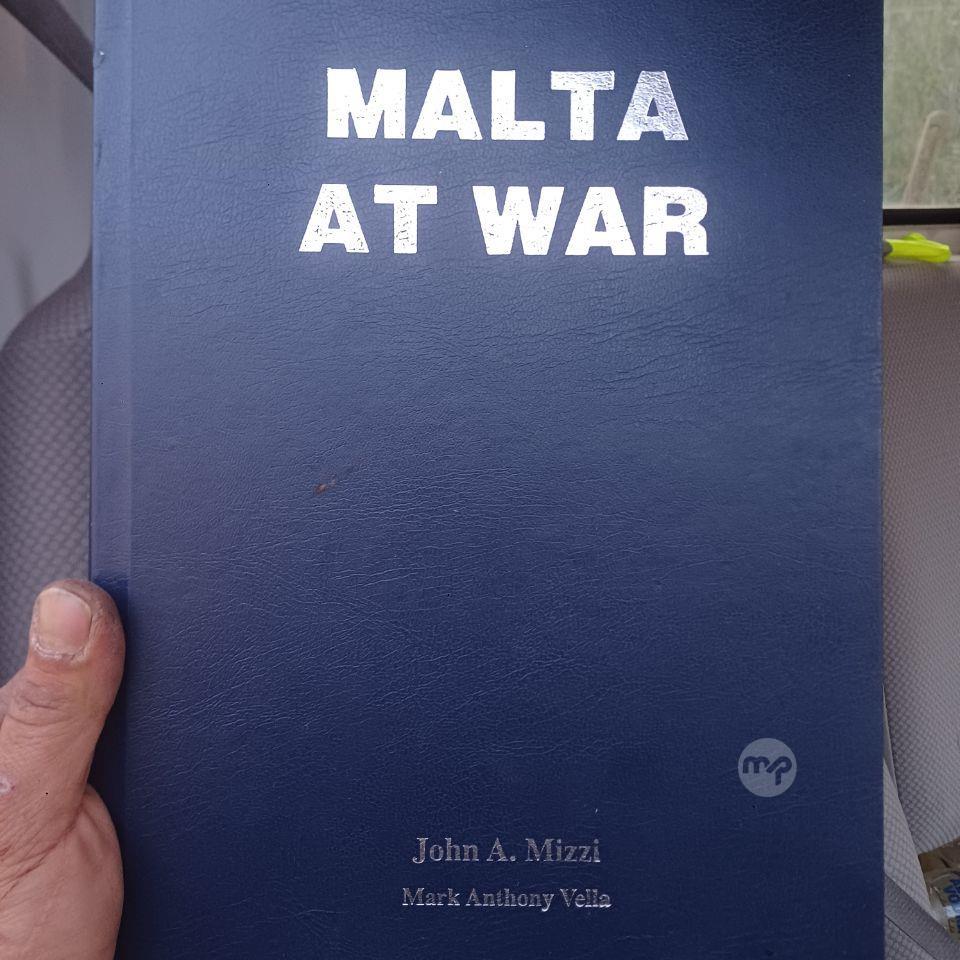 MALTA
AT WAR
mp
John A. Mizzi
Mark Anthony Vella